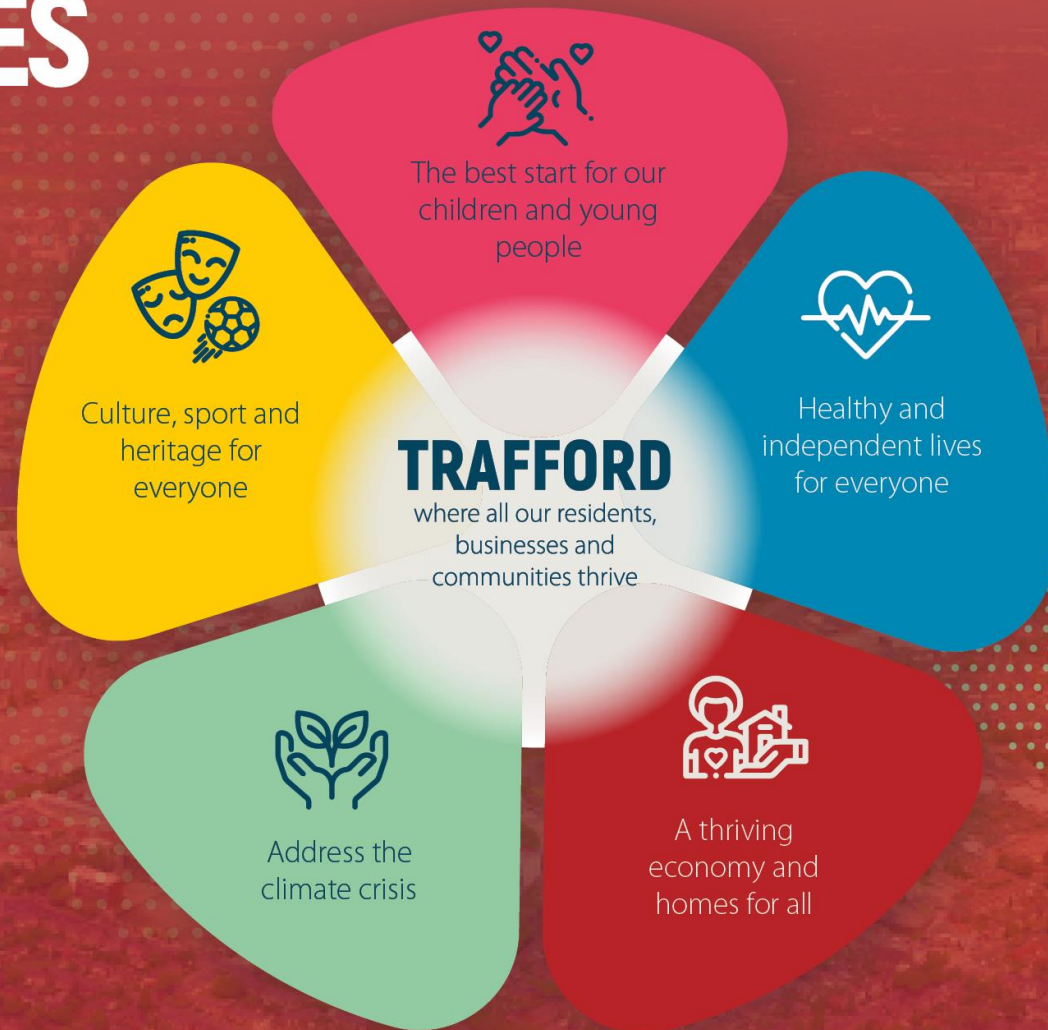 ES
The best start for our
children and young
people
Healthy and
independent lives
for everyone
A thriving
economy and
homes for all
Address the
climate crisis
Culture, sport and
heritage for
everyone
TRAFFORD
where all our residents,
businesses and
communities thrive